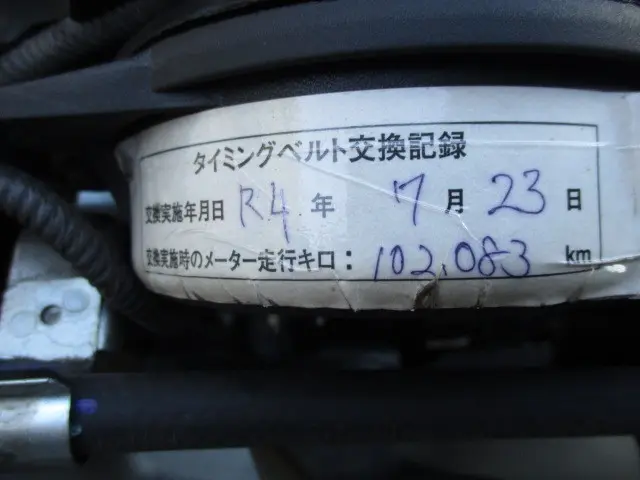 タイミングベルト交換記録
交換実施年月日 R4 年 7 月 23 日
交換実施時のメーター走行キロ： 102,083 km